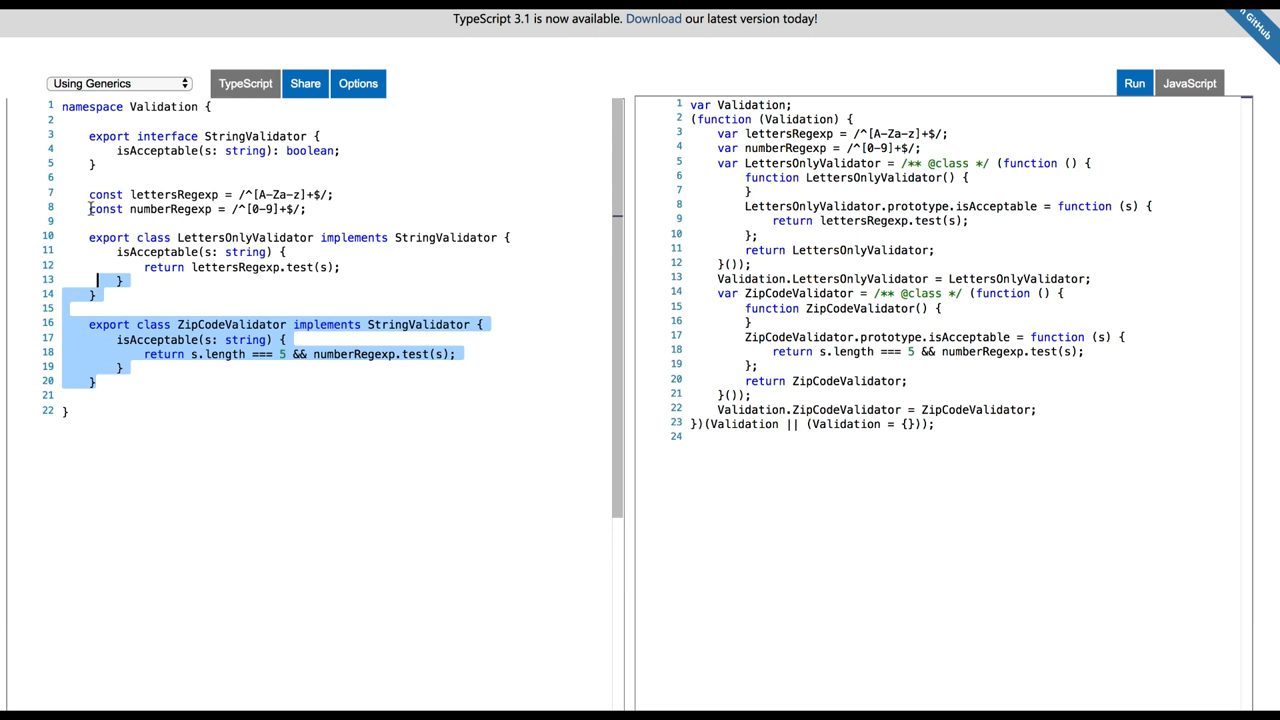 TypeScript 3.1 is now available. Download our latest version today!
GitHub
Using Generics
TypeScript
Share
Options
Run
JavaScript
1 namespace Validation {
2
3 export interface StringValidator {
4 isAcceptable(s: string): boolean;
5 }
6
7 const lettersRegexp = /^[A-Za-z]+$/;
8 const numberRegexp = /^[0-9]+$/;
9
10 export class LettersOnlyValidator implements StringValidator {
11 isAcceptable(s: string) {
12 return lettersRegexp.test(s);
13 }
14 }
15
16 export class ZipCodeValidator implements StringValidator {
17 isAcceptable(s: string) {
18 return s.length === 5 && numberRegexp.test(s);
19 }
20 }
21
22 }
1 var Validation;
2 (function (Validation) {
3 var lettersRegexp = /^[A-Za-z]+$/;
4 var numberRegexp = /^[0-9]+$/;
5 var LettersOnlyValidator = /** @class */ (function () {
6 function LettersOnlyValidator() {
7 }
8 LettersOnlyValidator.prototype.isAcceptable = function (s) {
9 return lettersRegexp.test(s);
10 };
11 return LettersOnlyValidator;
12 }());
13 Validation.LettersOnlyValidator = LettersOnlyValidator;
14 var ZipCodeValidator = /** @class */ (function () {
15 function ZipCodeValidator() {
16 }
17 ZipCodeValidator.prototype.isAcceptable = function (s) {
18 return s.length === 5 && numberRegexp.test(s);
19 };
20 return ZipCodeValidator;
21 }());
22 Validation.ZipCodeValidator = ZipCodeValidator;
23 })(Validation || (Validation = {}));
24